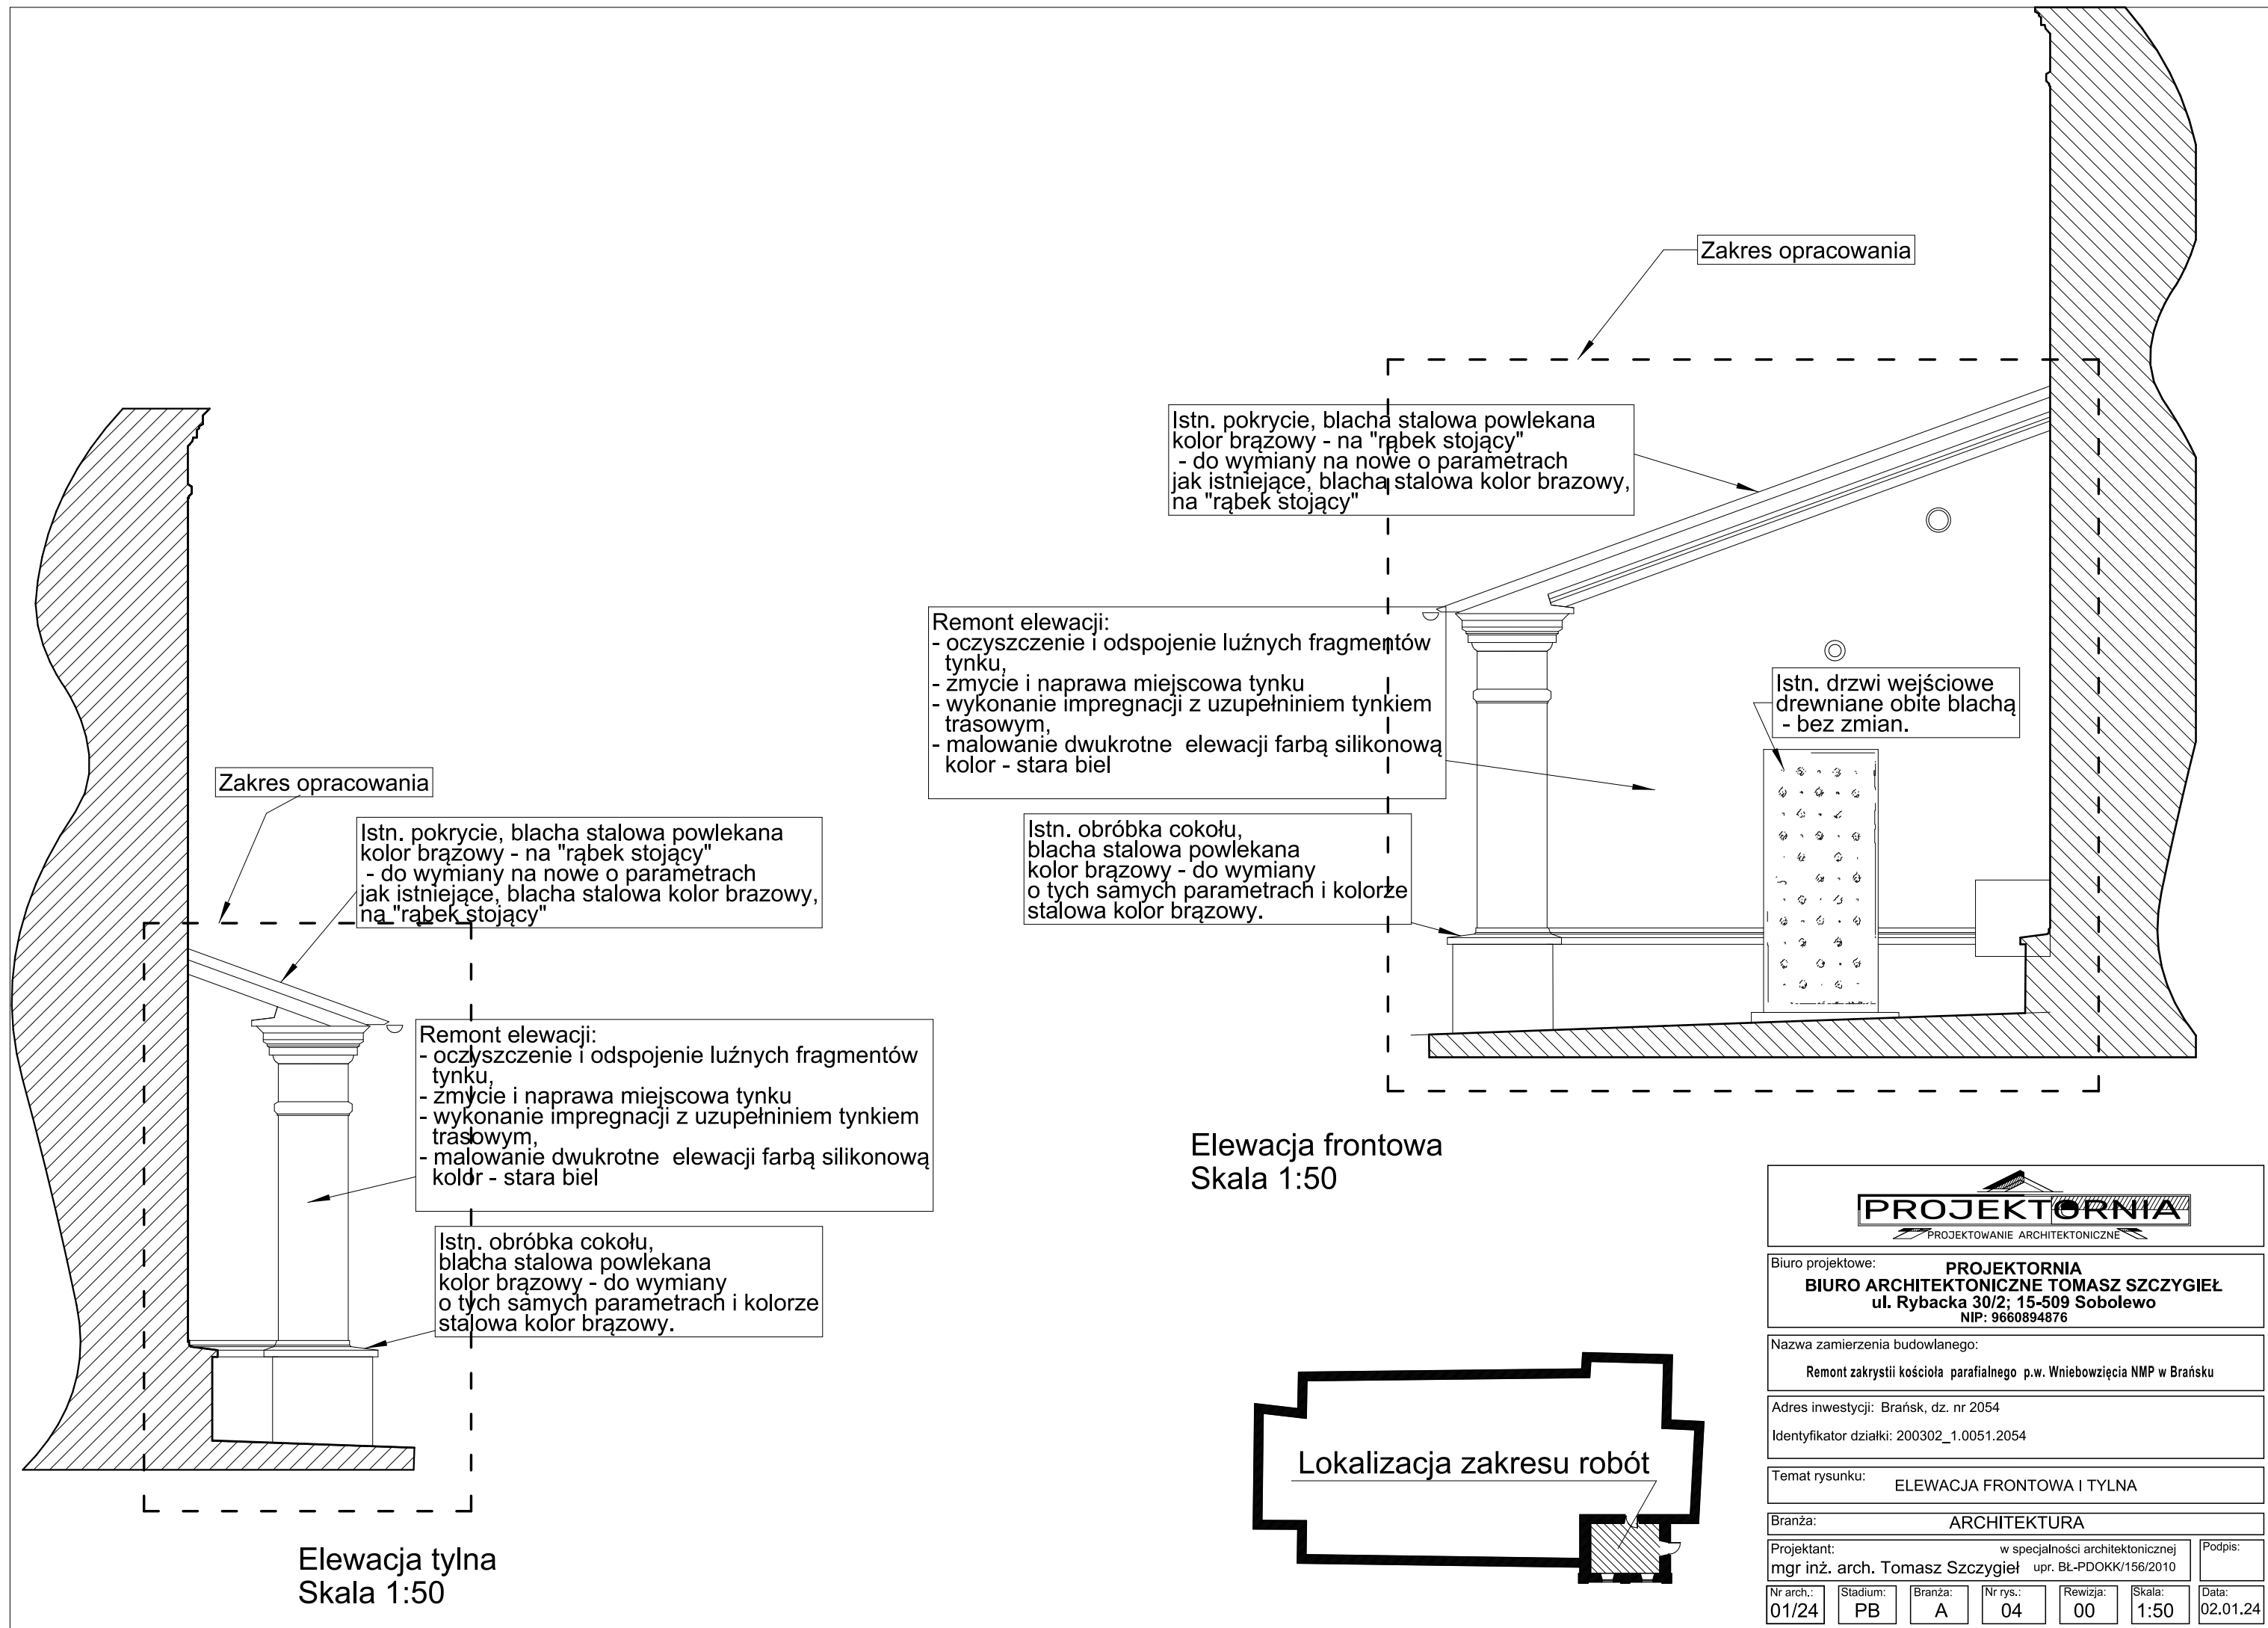 Zakres opracowania
Istn. pokrycie, blacha stalowa powlekana
kolor brązowy - na "rąbek stojący"
- do wymiany na nowe o parametrach
jak istniejące, blacha stalowa kolor brazowy,
na "rąbek stojący"
Remont elewacji:
- oczyszczenie i odspojenie luźnych fragmentów
tynku,
- zmycie i naprawa miejscowa tynku
- wykonanie impregnacji z uzupełniniem tynkiem
trasowym,
- malowanie dwukrotne elewacji farbą silikonową
kolor - stara biel
Istn. drzwi wejściowe
drewniane obite blachą
- bez zmian.
Istn. obróbka cokołu,
blacha stalowa powlekana
kolor brązowy - do wymiany
o tych samych parametrach i kolorze
stalowa kolor brązowy.
Elewacja frontowa
Skala 1:50
Zakres opracowania
Istn. pokrycie, blacha stalowa powlekana
kolor brązowy - na "rąbek stojący"
- do wymiany na nowe o parametrach
jak istniejące, blacha stalowa kolor brazowy,
na "rąbek stojący"
Remont elewacji:
- oczyszczenie i odspojenie luźnych fragmentów
tynku,
- zmycie i naprawa miejscowa tynku
- wykonanie impregnacji z uzupełniniem tynkiem
trasowym,
- malowanie dwukrotne elewacji farbą silikonową
kolor - stara biel
Istn. obróbka cokołu,
blacha stalowa powlekana
kolor brązowy - do wymiany
o tych samych parametrach i kolorze
stalowa kolor brązowy.
Elewacja tylna
Skala 1:50
Lokalizacja zakresu robót
PROJEKTORNIA
PROJEKTOWANIE ARCHITEKTONICZNE
Biuro projektowe:
PROJEKTORNIA
BIURO ARCHITEKTONICZNE TOMASZ SZCZYGIEŁ
ul. Rybacka 30/2; 15-509 Sobolewo
NIP: 9660894876
Nazwa zamierzenia budowlanego:
Remont zakrystii kościoła parafialnego p.w. Wniebowzięcia NMP w Brańsku
Adres inwestycji: Brańsk, dz. nr 2054
Identyfikator działki: 200302_1.0051.2054
Temat rysunku: ELEWACJA FRONTOWA I TYLNA
Branża: ARCHITEKTURA
Projektant: w specjalności architektonicznej
mgr inż. arch. Tomasz Szczygieł upr. BŁ-PDOKK/156/2010
Podpis:
Nr arch.: Stadium: Branża: Nr rys.: Rewizja: Skala: Data:
01/24 PB A 04 00 1:50 02.01.24